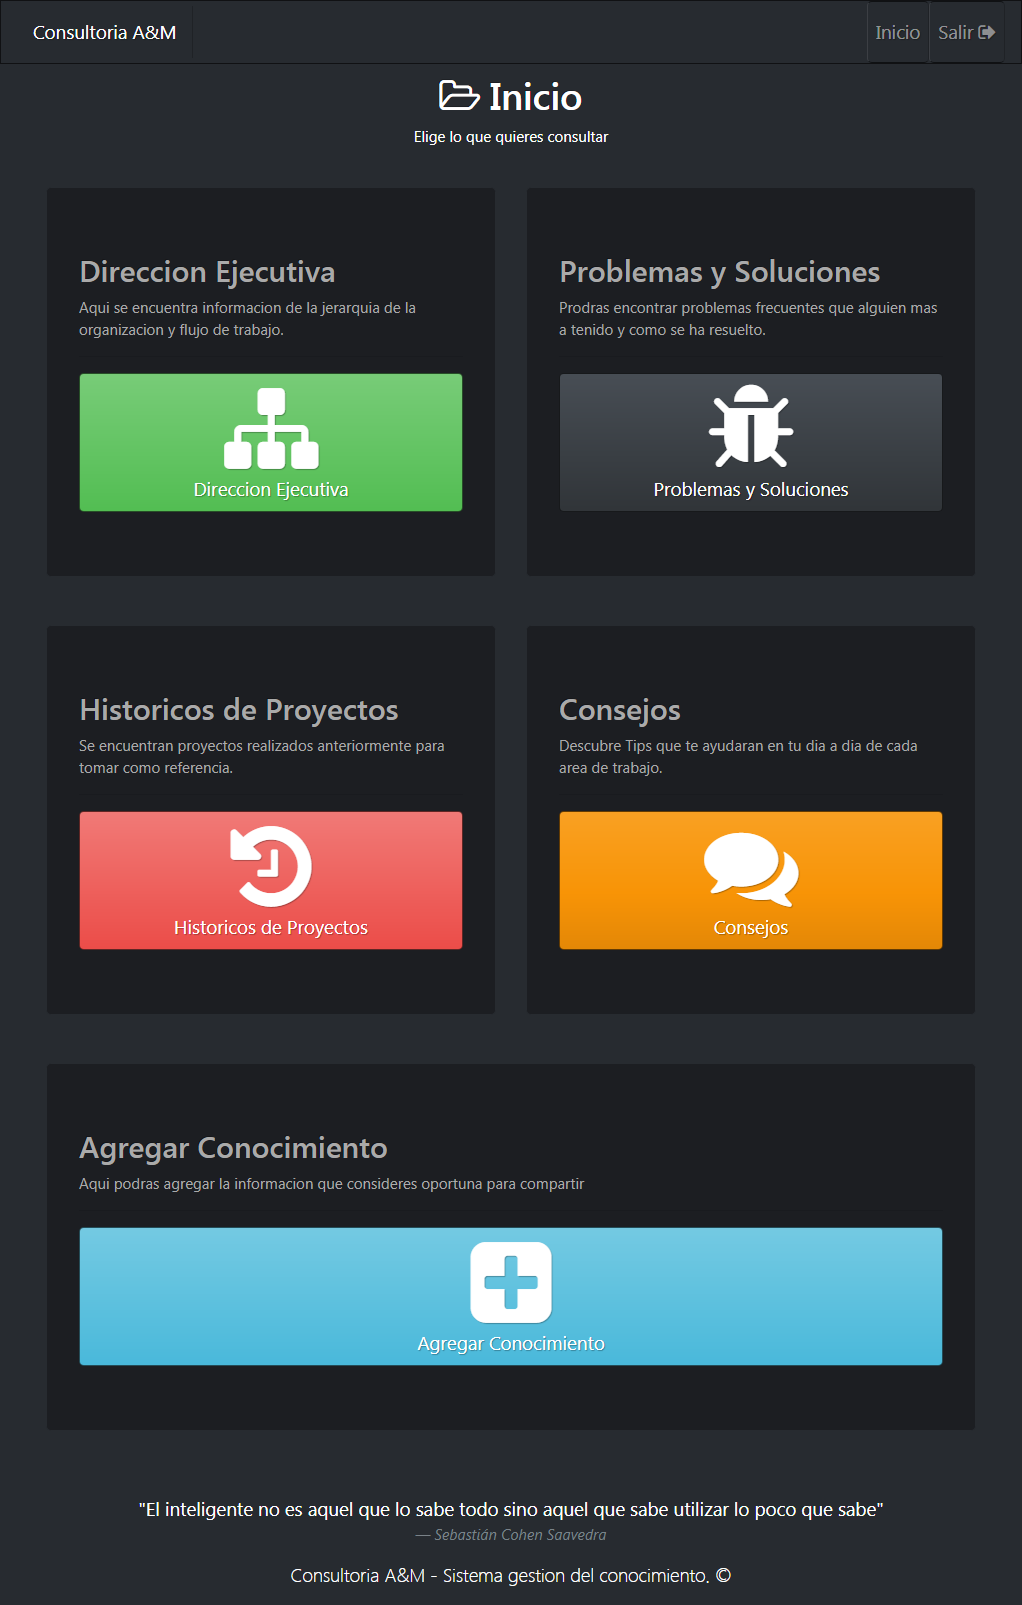 Consultoria A&M
Inicio
Salir
Inicio
Elige lo que quieres consultar
Direccion Ejecutiva
Aqui se encuentra informacion de la jerarquia de la
organizacion y flujo de trabajo.
Direccion Ejecutiva
Problemas y Soluciones
Prodras encontrar problemas frecuentes que alguien mas
a tenido y como se ha resuelto.
Problemas y Soluciones
Historicos de Proyectos
Se encuentran proyectos realizados anteriormente para
tomar como referencia.
Historicos de Proyectos
Consejos
Descubre Tips que te ayudaran en tu dia a dia de cada
area de trabajo.
Consejos
Agregar Conocimiento
Aqui podras agregar la informacion que consideres oportuna para compartir
Agregar Conocimiento
"El inteligente no es aquel que lo sabe todo sino aquel que sabe utilizar lo poco que sabe"
— Sebastián Cohen Saavedra
Consultoria A&M - Sistema gestion del conocimiento. ©